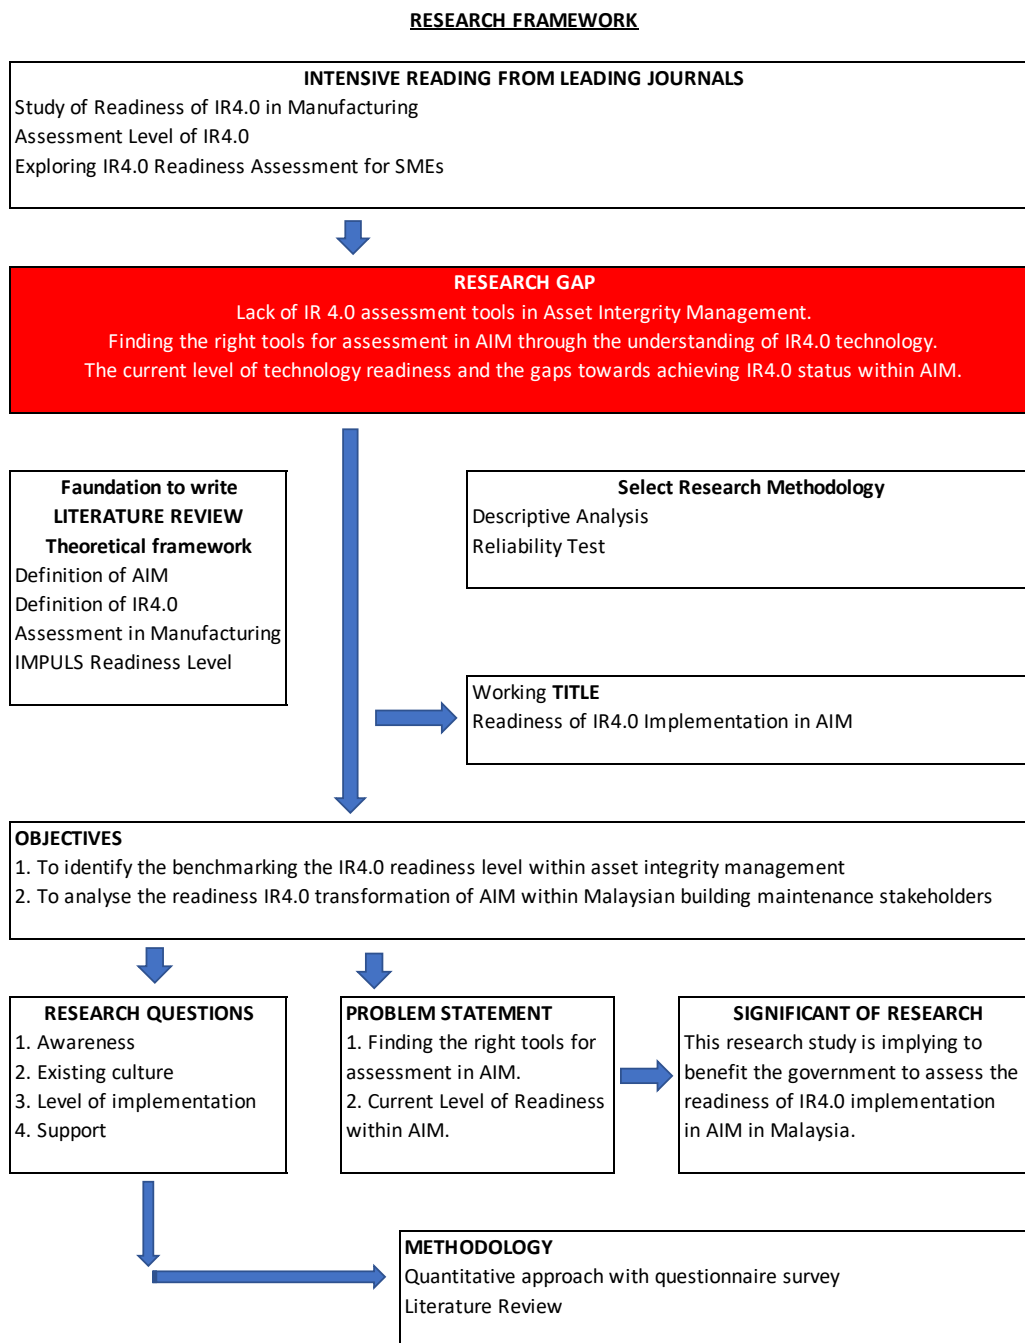 RESEARCH FRAMEWORK
INTENSIVE READING FROM LEADING JOURNALS
Study of Readiness of IR4.0 in Manufacturing
Assessment Level of IR4.0
Exploring IR4.0 Readiness Assessment for SMEs
RESEARCH GAP
Lack of IR 4.0 assessment tools in Asset Intergrity Management.
Finding the right tools for assessment in AIM through the understanding of IR4.0 technology.
The current level of technology readiness and the gaps towards achieving IR4.0 status within AIM.
Faundation to write
LITERATURE REVIEW
Theoretical framework
Definition of AIM
Definition of IR4.0
Assessment in Manufacturing
IMPULS Readiness Level
Select Research Methodology
Descriptive Analysis
Reliability Test
Working TITLE
Readiness of IR4.0 Implementation in AIM
OBJECTIVES
1. To identify the benchmarking the IR4.0 readiness level within asset integrity management
2. To analyse the readiness IR4.0 transformation of AIM within Malaysian building maintenance stakeholders
RESEARCH QUESTIONS
1. Awareness
2. Existing culture
3. Level of implementation
4. Support
PROBLEM STATEMENT
1. Finding the right tools for
assessment in AIM.
2. Current Level of Readiness
within AIM.
SIGNIFICANT OF RESEARCH
This research study is implying to
benefit the government to assess the
readiness of IR4.0 implementation
in AIM in Malaysia.
METHODOLOGY
Quantitative approach with questionnaire survey
Literature Review